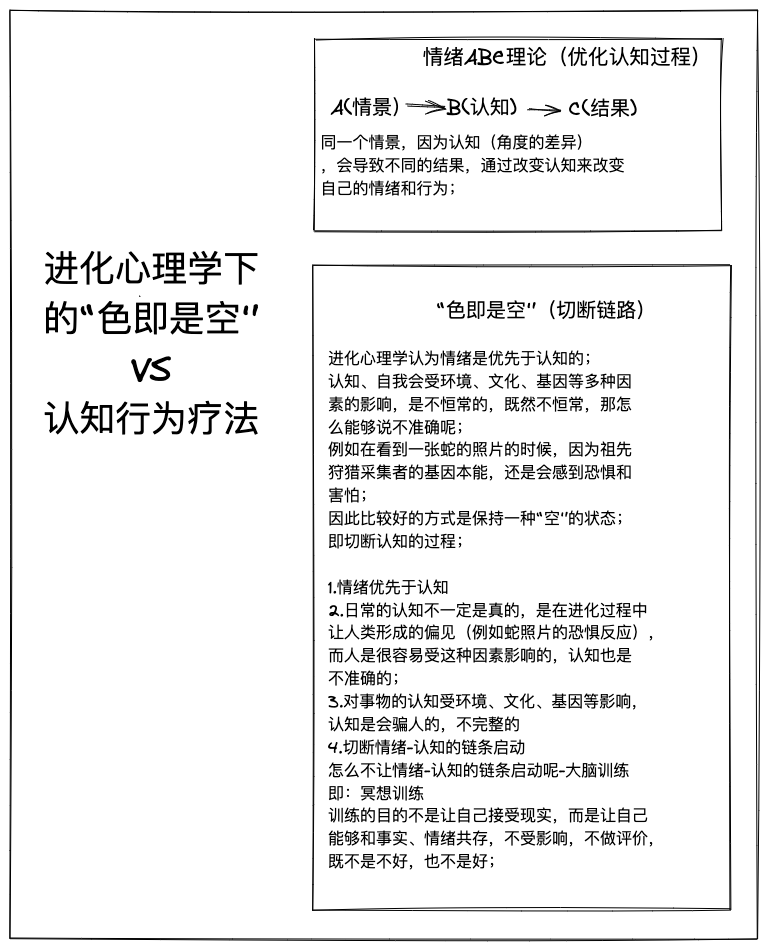 进化心理学下
的“色即是空”
VS
认知行为疗法
情绪ABC理论（优化认知过程）
A(情景) → B(认知) → C(结果)
同一个情景，因为认知（角度的差异）
，会导致不同的结果，通过改变认知来改变
自己的情绪和行为；
“色即是空”（切断链路）
进化心理学认为情绪是优先于认知的；
认知、自我会受环境、文化、基因等多种因
素的影响，是不恒常的，既然不恒常，那怎
么能够说不准确呢；
例如在看到一张蛇的照片的时候，因为祖先
狩猎采集者的基因本能，还是会感到恐惧和
害怕；
因此比较好的方式是保持一种“空”的状态；
即切断认知的过程；
1.情绪优先于认知
2.日常的认知不一定是真的，是在进化过程中
让人类形成的偏见（例如蛇照片的恐惧反应），
而人是很容易受这种因素影响的，认知也是
不准确的；
3.对事物的认知受环境、文化、基因等影响，
认知是会骗人的，不完整的
4.切断情绪-认知的链条启动
怎么不让情绪-认知的链条启动呢-大脑训练
即：冥想训练
训练的目的不是让自己接受现实，而是让自己
能够和事实、情绪共存，不受影响，不做评价，
既不是不好，也不是好；